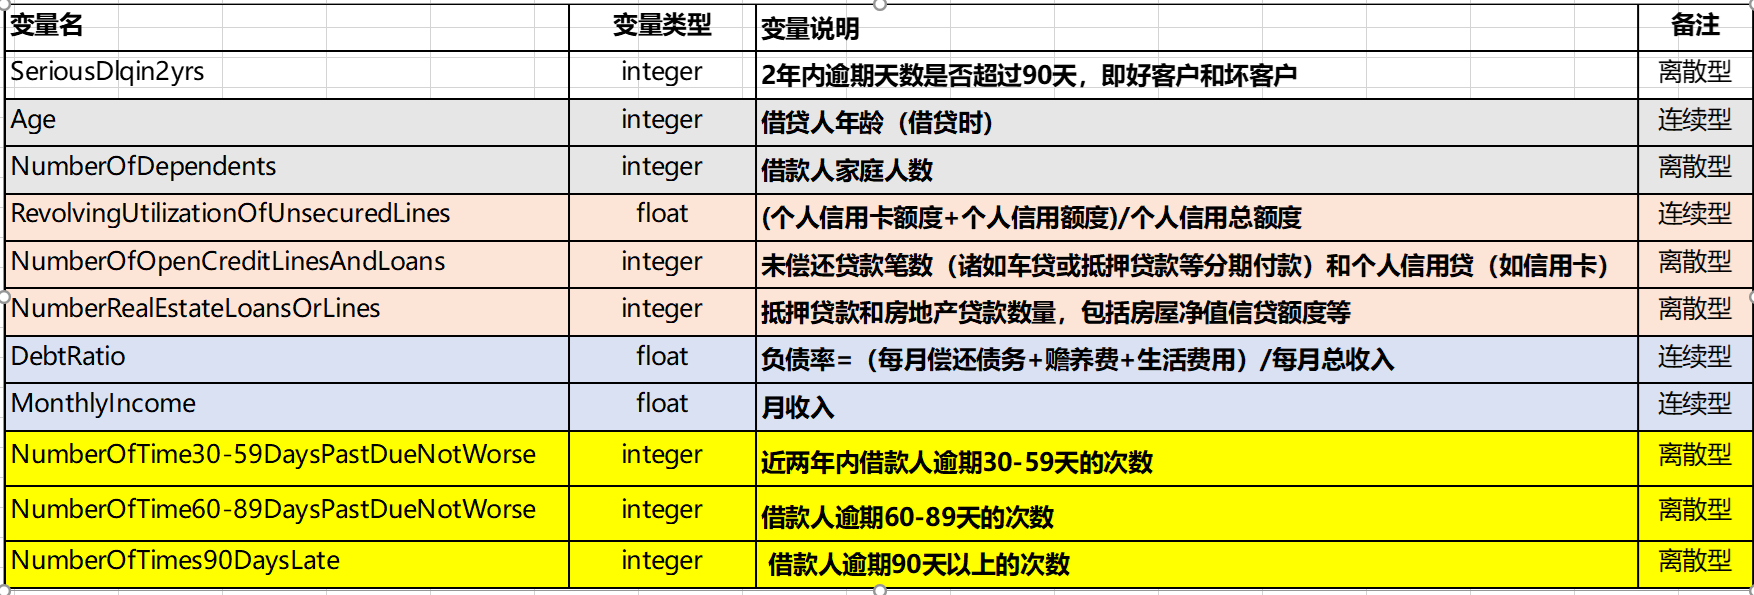 变量名 变量类型 变量说明 备注
SeriousDlqin2yrs integer 2年内逾期天数是否超过90天，即好客户和坏客户 离散型
Age integer 借贷人年龄（借贷时） 连续型
NumberOfDependents integer 借款人家庭人数 离散型
RevolvingUtilizationOfUnsecuredLines float (个人信用卡额度+个人信用额度)/个人信用总额度 连续型
NumberOfOpenCreditLinesAndLoans integer 未偿还贷款笔数（诸如车贷或抵押贷款等分期付款）和个人信用贷（如信用卡） 离散型
NumberRealEstateLoansOrLines integer 抵押贷款和房地产贷款数量，包括房屋净值信贷额度等 离散型
DebtRatio float 负债率=（每月偿还债务+赡养费+生活费用）/每月总收入 连续型
MonthlyIncome float 月收入 连续型
NumberOfTime30-59DaysPastDueNotWorse integer 近两年内借款人逾期30-59天的次数 离散型
NumberOfTime60-89DaysPastDueNotWorse integer 借款人逾期60-89天的次数 离散型
NumberOfTimes90DaysLate integer 借款人逾期90天以上的次数 离散型